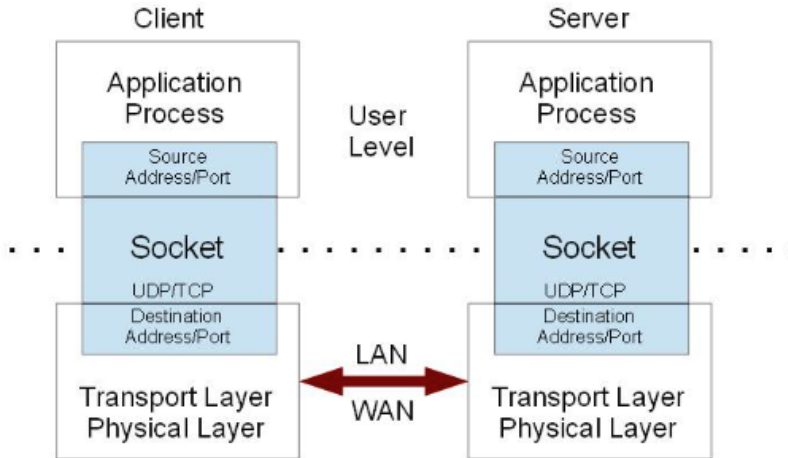 Client
Server
Application
Process
Source
Address/Port
Socket
UDP/TCP
Destination
Address/Port
Transport Layer
Physical Layer
User
Level
LAN
WAN
Application
Process
Source
Address/Port
Socket
UDP/TCP
Destination
Address/Port
Transport Layer
Physical Layer